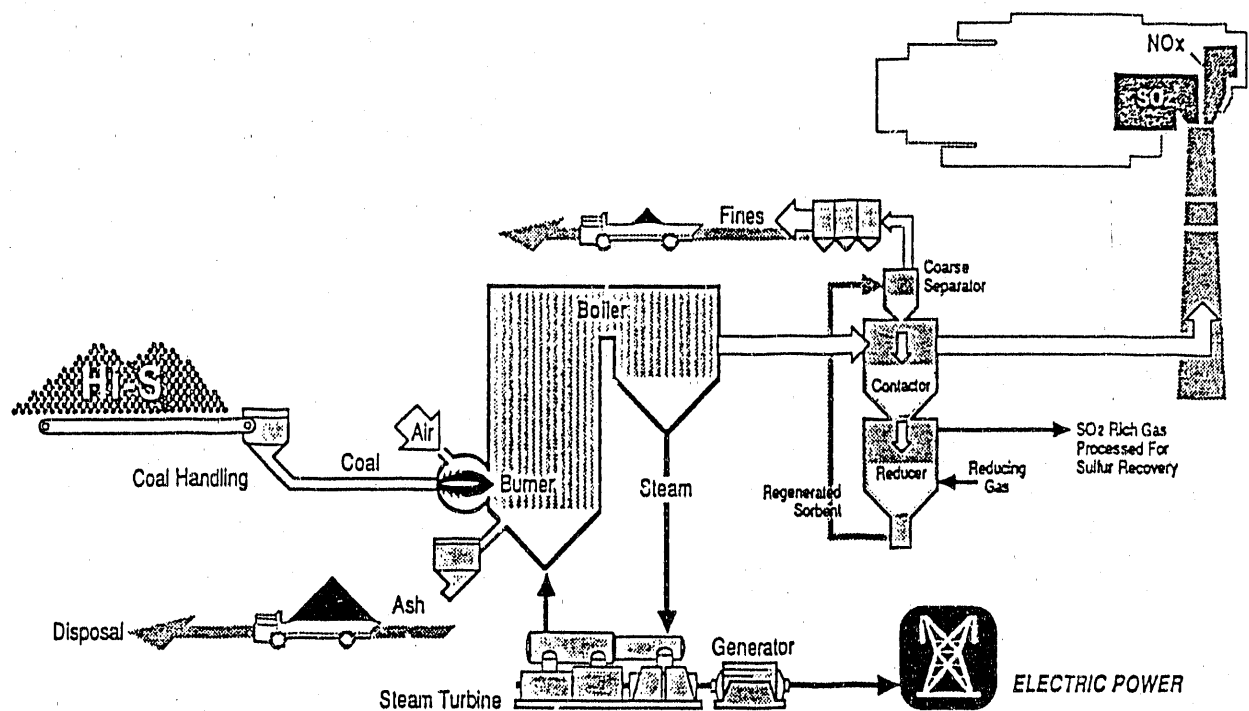 NOx
SO2
Fines
Coarse
Separator
Boiler
HI-S
Contactor
Air
SO2 Rich Gas
Processed For
Sulfur Recovery
Coal
Coal Handling
Burner
Steam
Reducer
Reducing
Gas
Regenerated
Sorbent
Ash
Disposal
Generator
Steam Turbine
ELECTRIC POWER